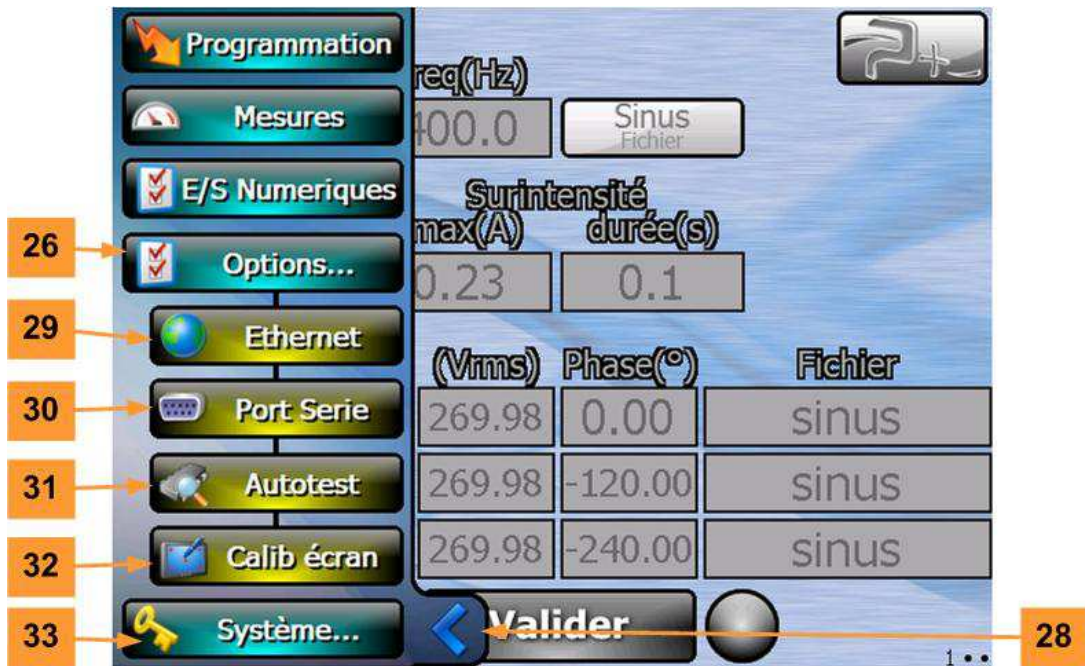 Programmation
req(Hz)
Mesures
400.0
Sinus
Fichier
E/S Numeriques
Surintensité
max(A) durée(s)
26
Options...
0.23 0.1
29
Ethernet
(Vrms) Phase(°) Fichier
30
Port Serie
269.98 0.00 sinus
31
Autotest
269.98 -120.00 sinus
32
Calib écran
269.98 -240.00 sinus
33
Système...
Valider
28
1